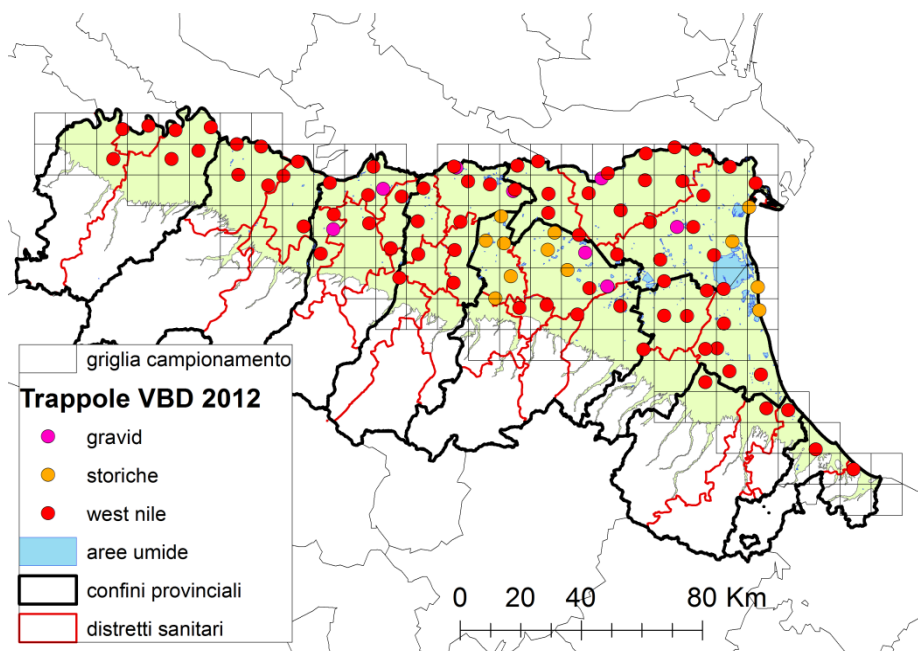 griglia campionamento
Trappole VBD 2012
gravid
storiche
west nile
aree umide
confini provinciali
distretti sanitari
0 20 40 80 Km